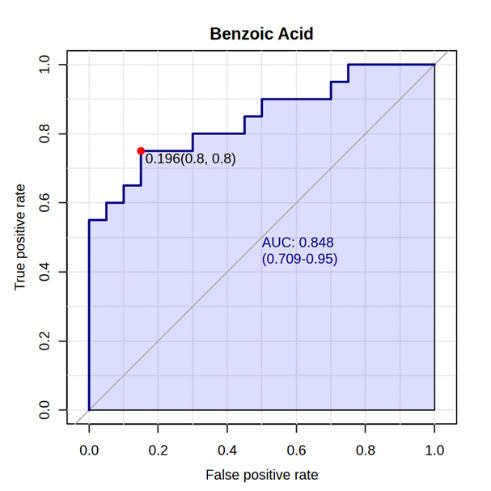 Benzoic Acid
True positive rate
1.0
0.8
0.6
0.4
0.2
0.0
0.196(0.8, 0.8)
AUC: 0.848
(0.709-0.95)
0.0 0.2 0.4 0.6 0.8 1.0
False positive rate